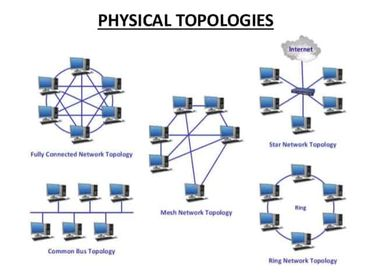 PHYSICAL TOPOLOGIES
Internet
Fully Connected Network Topology
Star Network Topology
Mesh Network Topology
Ring
Common Bus Topology
Ring Network Topology